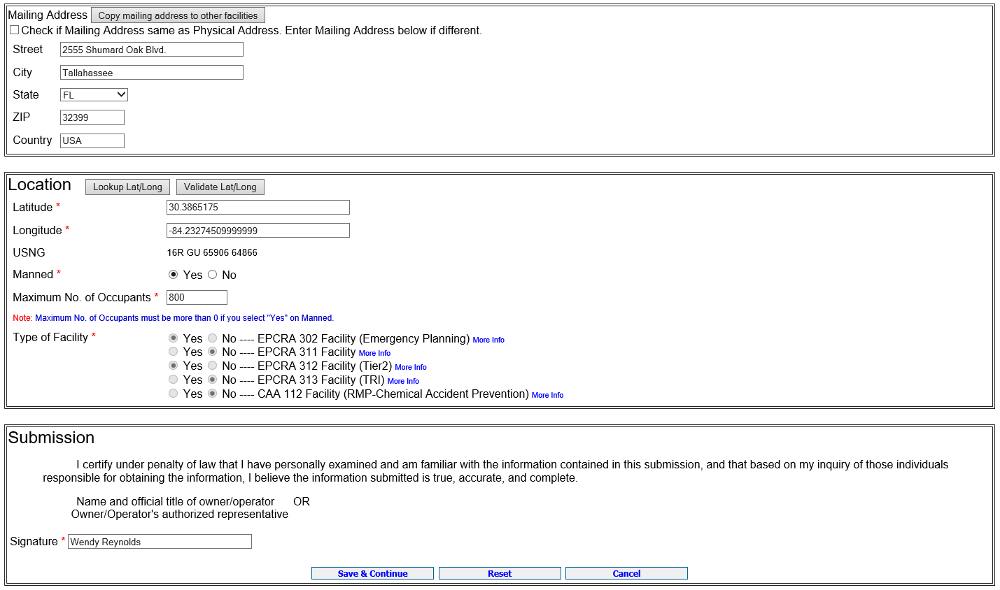 Mailing Address Copy mailing address to other facilities
Check if Mailing Address same as Physical Address. Enter Mailing Address below if different.
Street 2555 Shumard Oak Blvd.
City Tallahassee
State FL
ZIP 32399
Country USA
Location Lookup Lat/Long Validate Lat/Long
Latitude * 30.3865175
Longitude * -84.23274509999999
USNG 16R GU 65906 64866
Manned * Yes No
Maximum No. of Occupants * 800
Note: Maximum No. of Occupants must be more than 0 if you select "Yes" on Manned.
Type of Facility * Yes No ---- EPCRA 302 Facility (Emergency Planning) More Info
Yes No ---- EPCRA 311 Facility More Info
Yes No ---- EPCRA 312 Facility (Tier2) More Info
Yes No ---- EPCRA 313 Facility (TRI) More Info
Yes No ---- CAA 112 Facility (RMP-Chemical Accident Prevention) More Info
Submission
I certify under penalty of law that I have personally examined and am familiar with the information contained in this submission, and that based on my inquiry of those individuals
responsible for obtaining the information, I believe the information submitted is true, accurate, and complete.
Name and official title of owner/operator OR
Owner/Operator's authorized representative
Signature * Wendy Reynolds
Save & Continue Reset Cancel